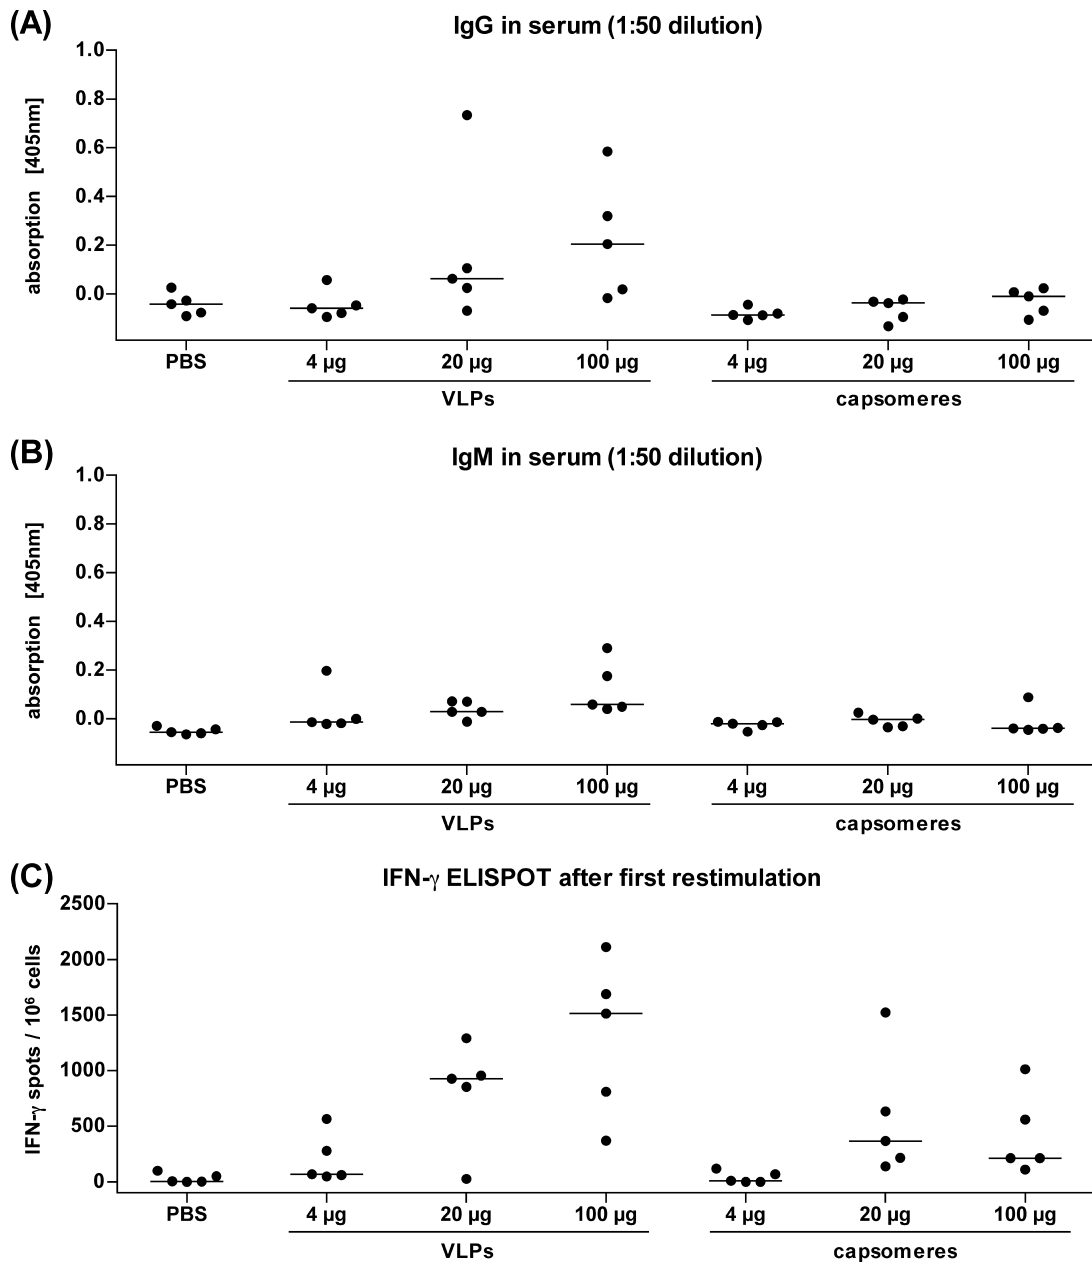 (A)
IgG in serum (1:50 dilution)
absorption [405nm]
1.0
0.8
0.6
0.4
0.2
0.0
PBS 4 µg 20 µg 100 µg 4 µg 20 µg 100 µg
VLPs capsomeres
(B)
IgM in serum (1:50 dilution)
absorption [405nm]
1.0
0.8
0.6
0.4
0.2
0.0
PBS 4 µg 20 µg 100 µg 4 µg 20 µg 100 µg
VLPs capsomeres
(C)
IFN-γ ELISPOT after first restimulation
IFN-γ spots / 10⁶ cells
2500
2000
1500
1000
500
0
PBS 4 µg 20 µg 100 µg 4 µg 20 µg 100 µg
VLPs capsomeres